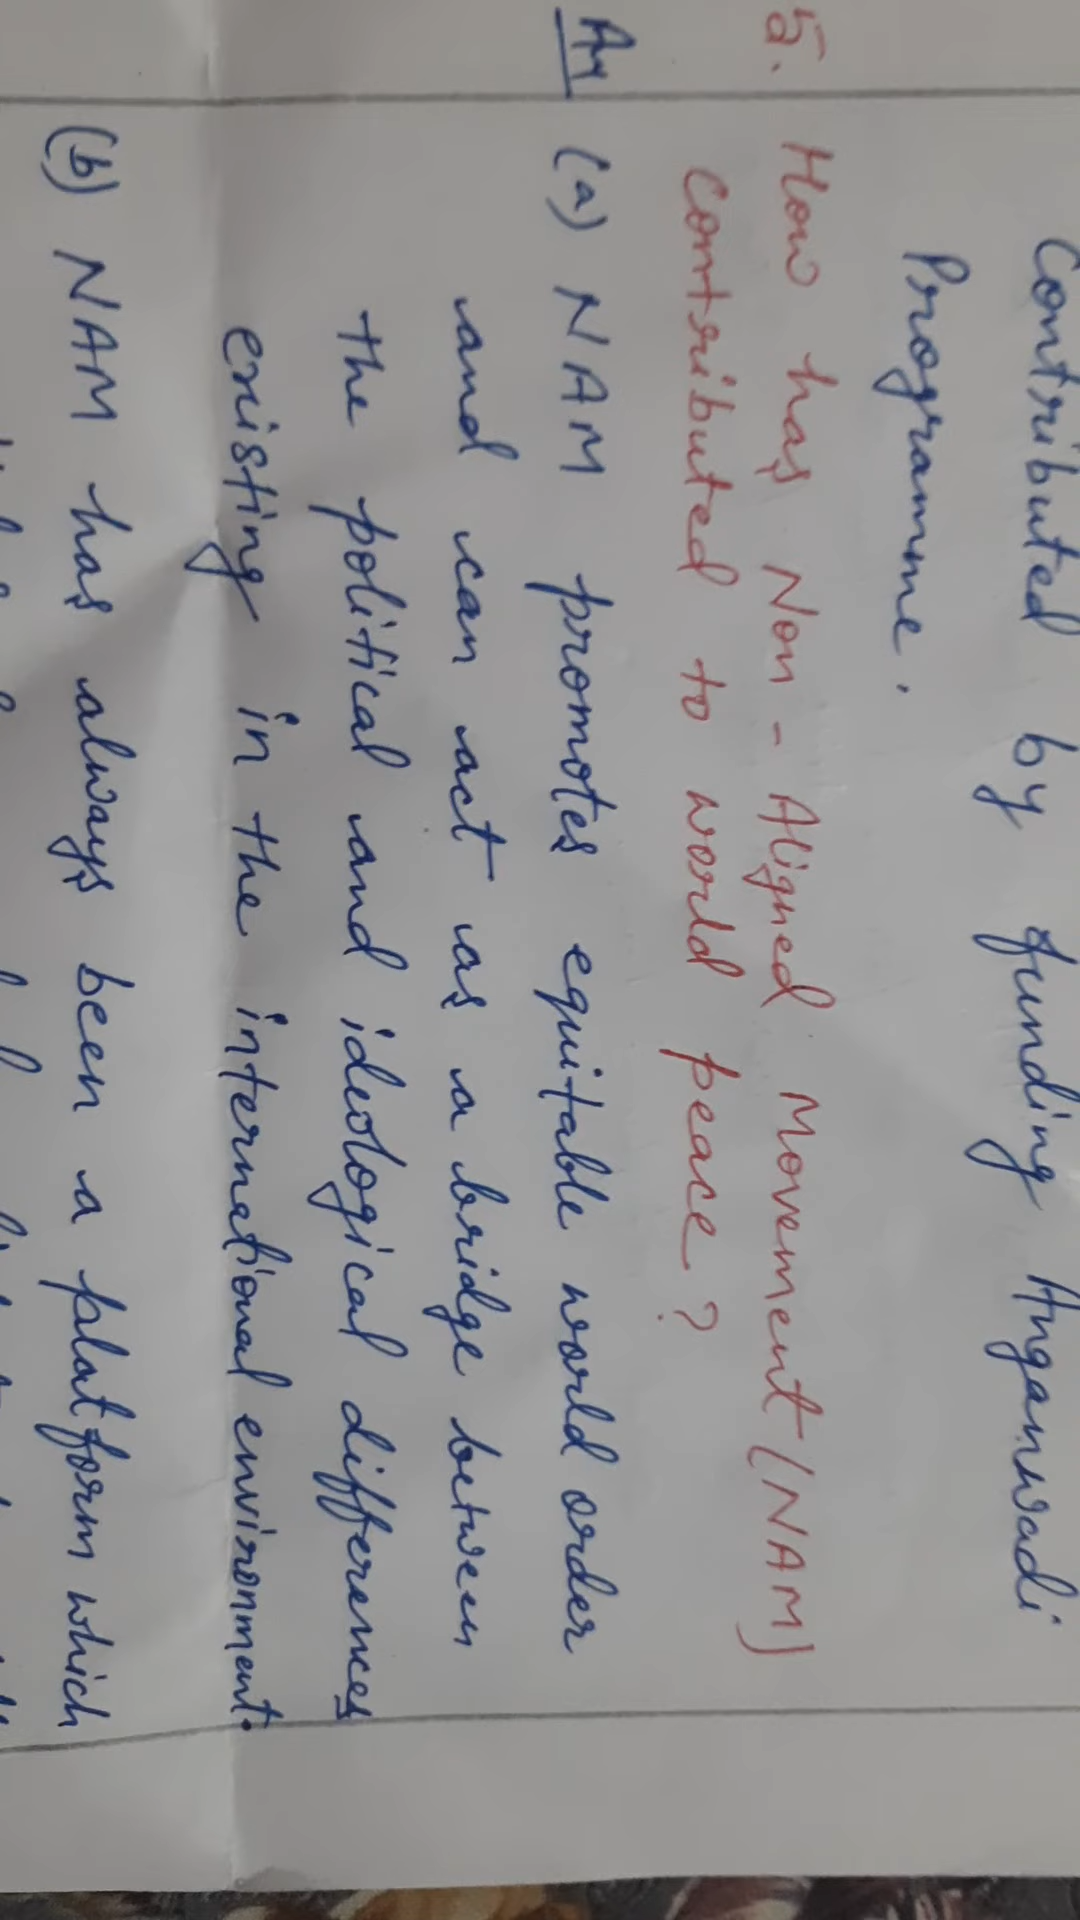 Contributed by funding Anganwadi
Programme.
5. How has Non-Aligned Movement (NAM)
contributed to world peace?
Ans (a) NAM promotes equitable world order
and can act as a bridge between
the political and ideological differences
existing in the international environment.
(b) NAM has always been a platform which